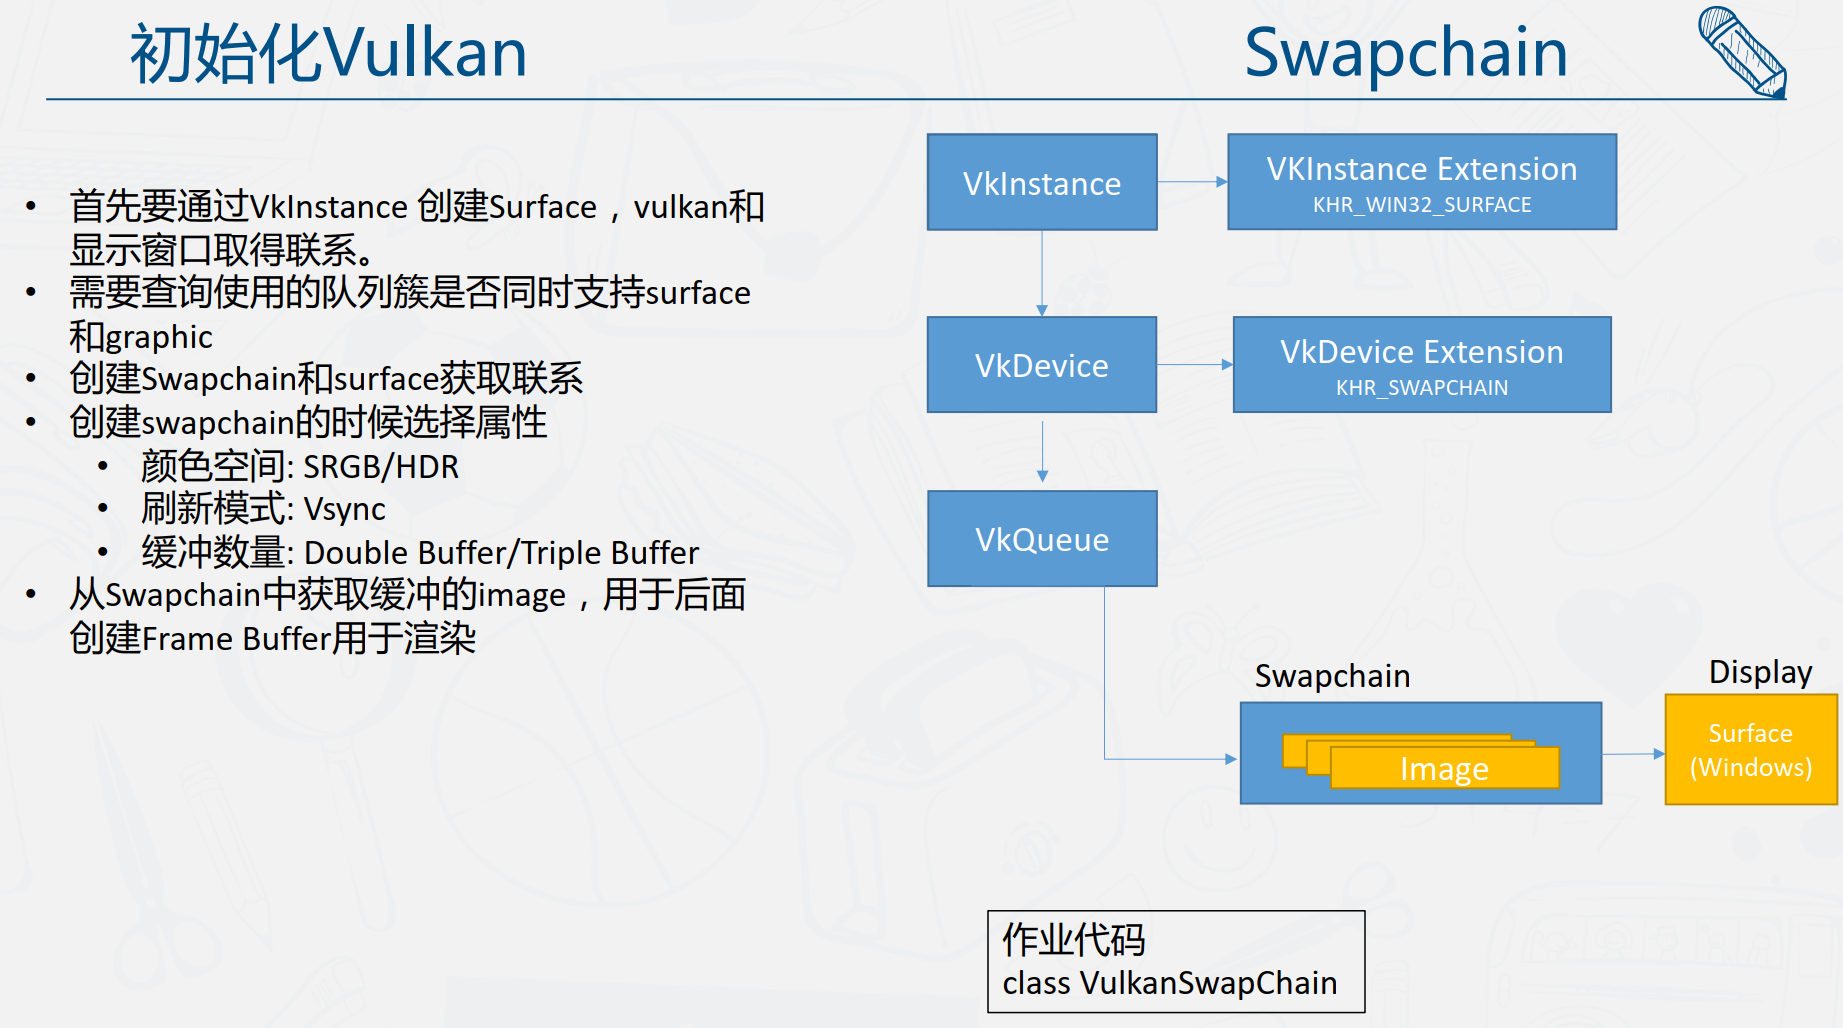 初始化Vulkan
Swapchain
• 首先要通过VkInstance 创建Surface，vulkan和
显示窗口取得联系。
• 需要查询使用的队列簇是否同时支持surface
和graphic
• 创建Swapchain和surface获取联系
• 创建swapchain的时候选择属性
• 颜色空间: SRGB/HDR
• 刷新模式: Vsync
• 缓冲数量: Double Buffer/Triple Buffer
• 从Swapchain中获取缓冲的image，用于后面
创建Frame Buffer用于渲染
VkInstance
VKInstance Extension
KHR_WIN32_SURFACE
VkDevice
VkDevice Extension
KHR_SWAPCHAIN
VkQueue
Swapchain
Image
Display
Surface
(Windows)
作业代码
class VulkanSwapChain